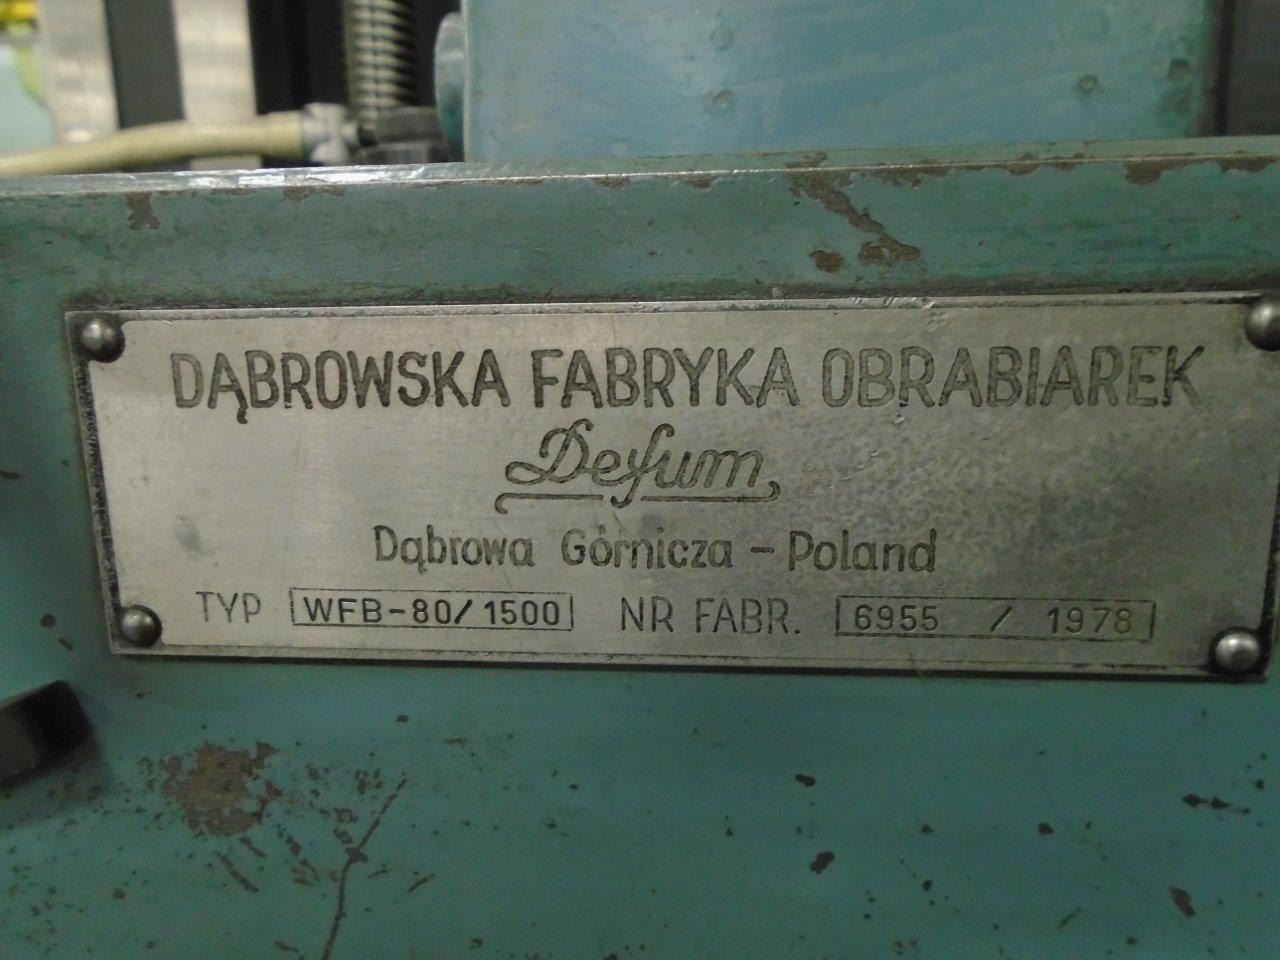 DĄBROWSKA FABRYKA OBRABIAREK
Defum
Dąbrowa Górnicza - Poland
TYP WFB-80/1500 NR FABR. 6955 / 1978